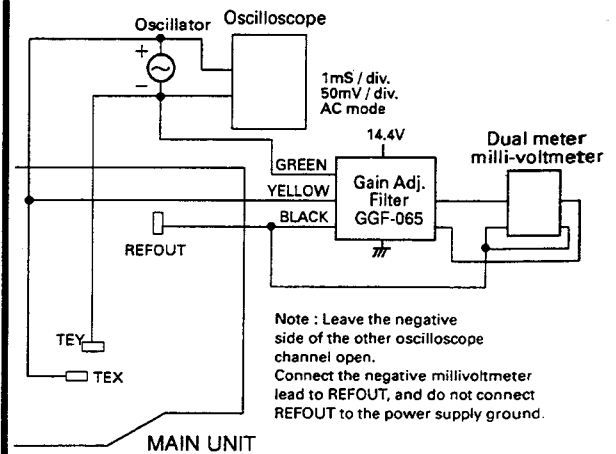 Oscillator
Oscilloscope
+
−
1mS / div.
50mV / div.
AC mode
14.4V
Dual meter
milli-voltmeter
GREEN
YELLOW
BLACK
Gain Adj.
Filter
GGF-065
REFOUT
TEY
TEX
Note : Leave the negative
side of the other oscilloscope
channel open.
Connect the negative millivoltmeter
lead to REFOUT, and do not connect
REFOUT to the power supply ground.
MAIN UNIT